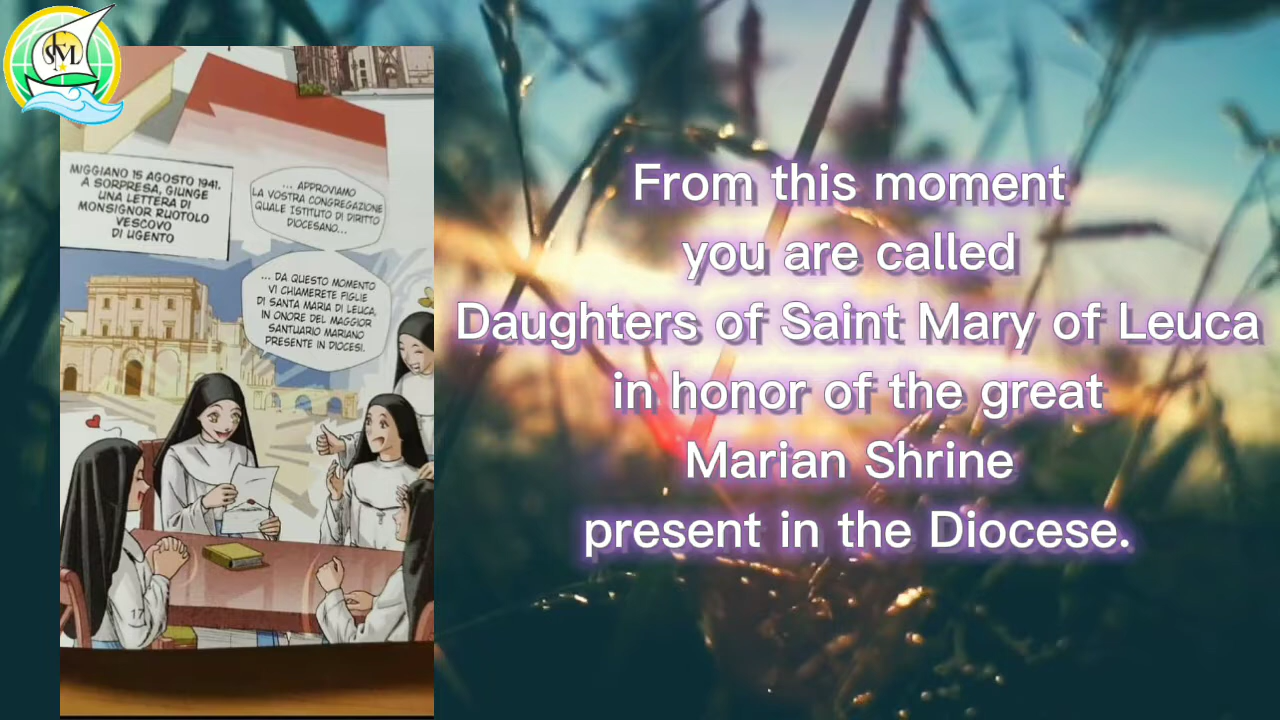 MIGGIANO 15 AGOSTO 1941.
A SORPRESA, GIUNGE
UNA LETTERA DI
MONSIGNOR RUOTOLO
VESCOVO
DI UGENTO
... APPROVIAMO
LA VOSTRA CONGREGAZIONE
QUALE ISTITUTO DI DIRITTO
DIOCESANO...
... DA QUESTO MOMENTO
VI CHIAMERETE FIGLIE
DI SANTA MARIA DI LEUCA,
IN ONORE DEL MAGGIOR
SANTUARIO MARIANO
PRESENTE IN DIOCESI.
17
From this moment
you are called
Daughters of Saint Mary of Leuca
in honor of the great
Marian Shrine
present in the Diocese.